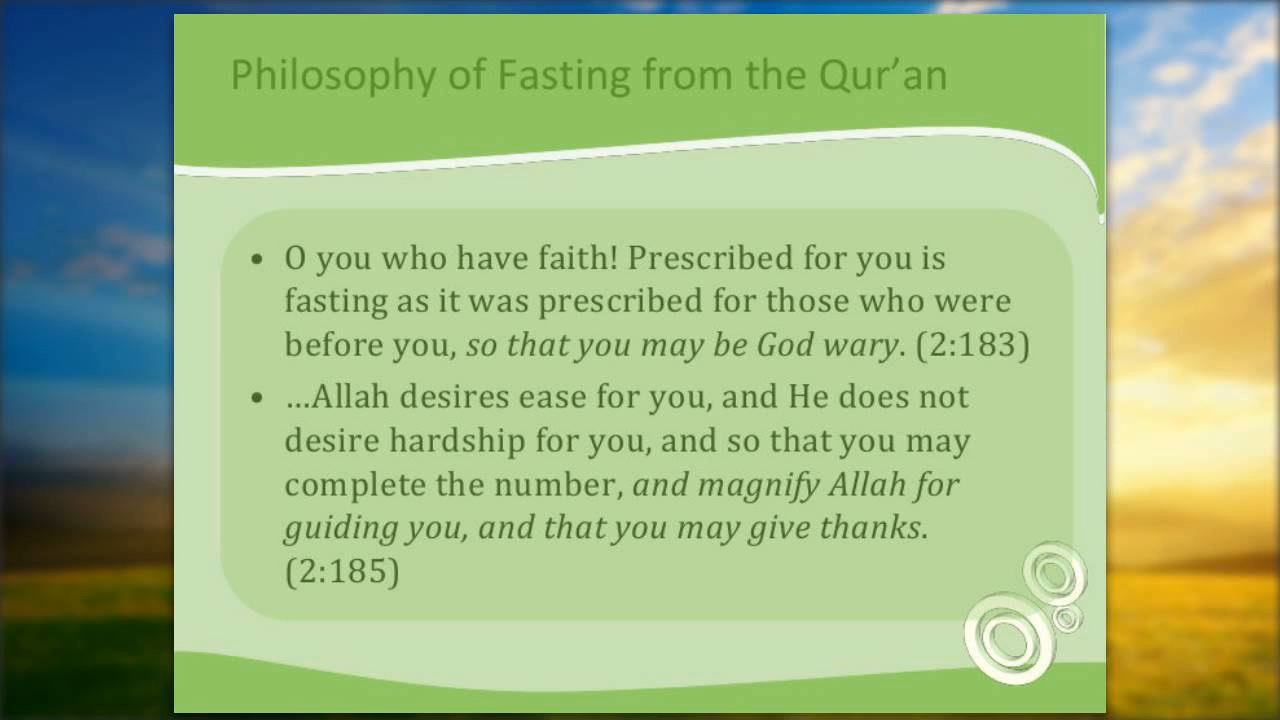 Philosophy of Fasting from the Qur’an
• O you who have faith! Prescribed for you is
fasting as it was prescribed for those who were
before you, so that you may be God wary. (2:183)
• …Allah desires ease for you, and He does not
desire hardship for you, and so that you may
complete the number, and magnify Allah for
guiding you, and that you may give thanks.
(2:185)